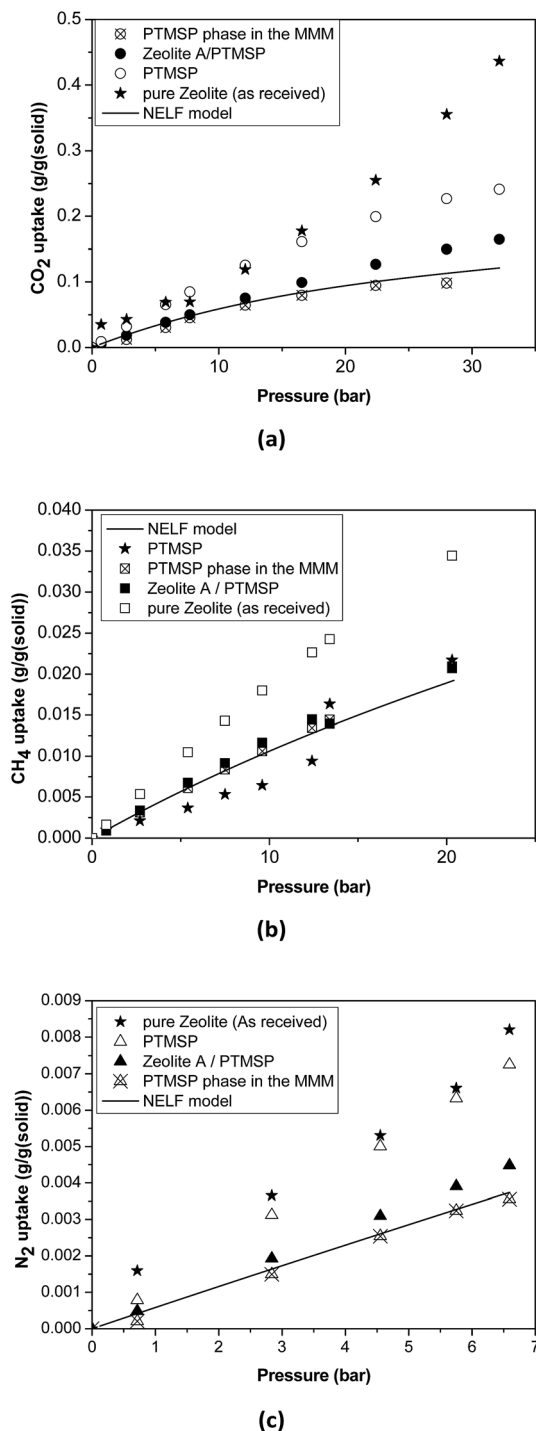 0.5
PTMSP phase in the MMM
Zeolite A/PTMSP
PTMSP
pure Zeolite (as received)
NELF model
0.4
0.3
0.2
0.1
0.0
CO2 uptake (g/g(solid))
0 10 20 30
Pressure (bar)
(a)
0.040
NELF model
PTMSP
PTMSP phase in the MMM
Zeolite A / PTMSP
pure Zeolite (as received)
0.035
0.030
0.025
0.020
0.015
0.010
0.005
0.000
CH4 uptake (g/g(solid))
0 10 20
Pressure (bar)
(b)
0.009
pure Zeolite (As received)
PTMSP
Zeolite A / PTMSP
PTMSP phase in the MMM
NELF model
0.008
0.007
0.006
0.005
0.004
0.003
0.002
0.001
0.000
N2 uptake (g/g(solid))
0 1 2 3 4 5 6 7
Pressure (bar)
(c)